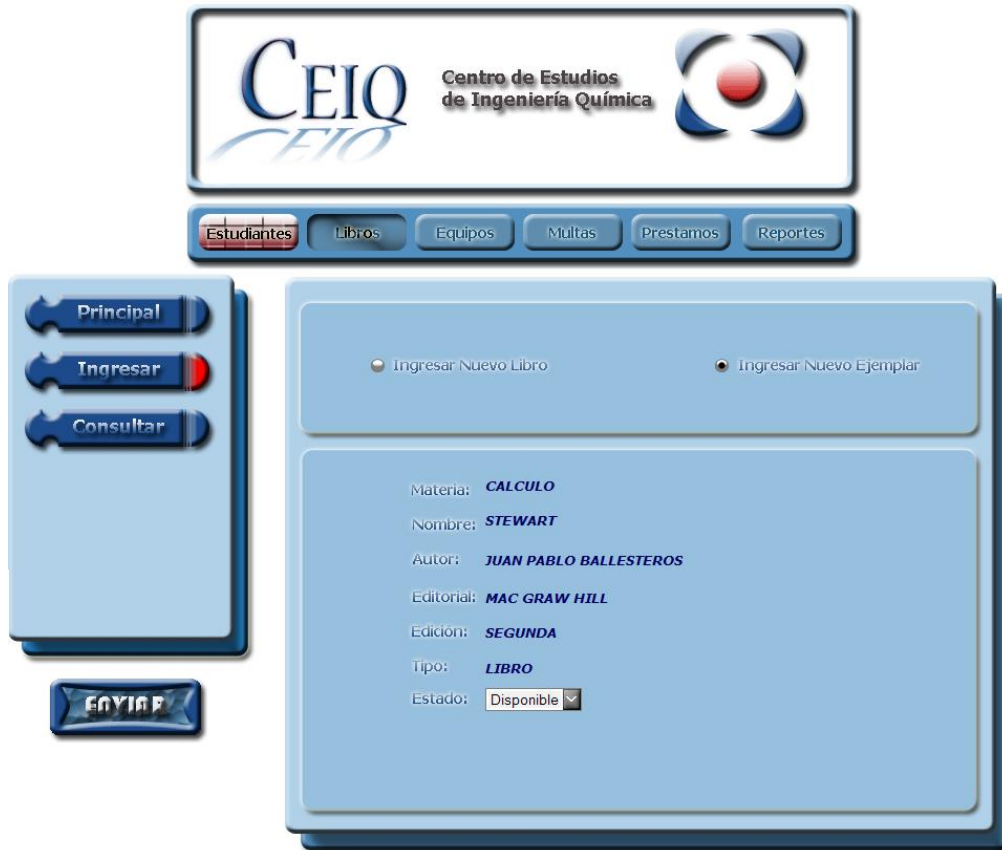 CEIQ
Centro de Estudios
de Ingeniería Química
CEIQ
Estudiantes Libros Equipos Multas Prestamos Reportes
Principal
Ingresar
Consultar
ENVIAR
Ingresar Nuevo Libro Ingresar Nuevo Ejemplar
Materia: CALCULO
Nombre: STEWART
Autor: JUAN PABLO BALLESTEROS
Editorial: MAC GRAW HILL
Edición: SEGUNDA
Tipo: LIBRO
Estado: Disponible